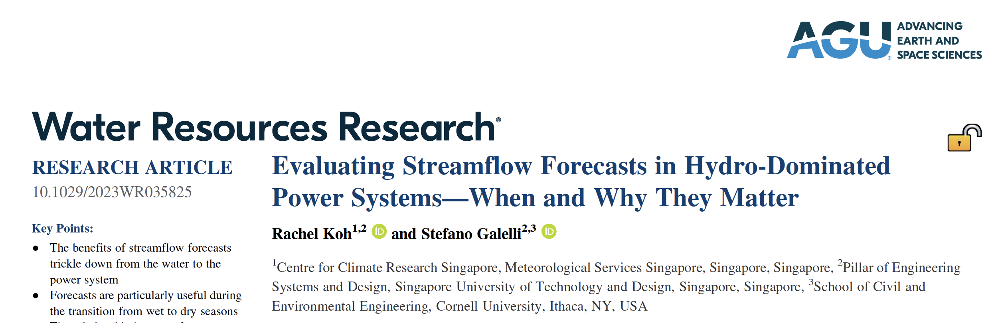 AGU® ADVANCING
EARTH AND
SPACE SCIENCES
Water Resources Research®
RESEARCH ARTICLE
10.1029/2023WR035825
Key Points:
● The benefits of streamflow forecasts
trickle down from the water to the
power system
● Forecasts are particularly useful during
the transition from wet to dry seasons
Evaluating Streamflow Forecasts in Hydro-Dominated
Power Systems—When and Why They Matter
Rachel Koh1,2 iD and Stefano Galelli2,3 iD
1Centre for Climate Research Singapore, Meteorological Services Singapore, Singapore, Singapore, 2Pillar of Engineering
Systems and Design, Singapore University of Technology and Design, Singapore, Singapore, 3School of Civil and
Environmental Engineering, Cornell University, Ithaca, NY, USA